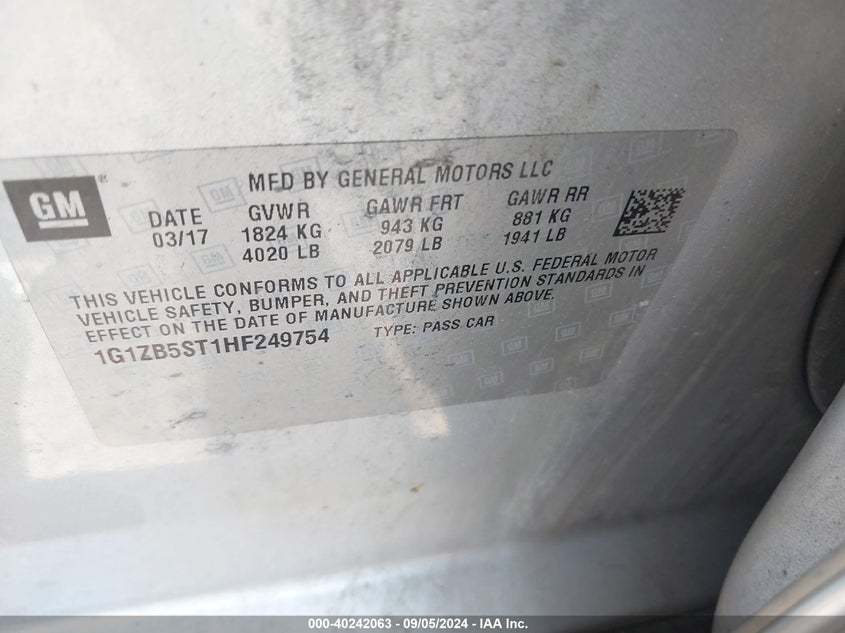 GM ®
MFD BY GENERAL MOTORS LLC
DATE GVWR GAWR FRT GAWR RR
03/17 1824 KG 943 KG 881 KG
4020 LB 2079 LB 1941 LB
THIS VEHICLE CONFORMS TO ALL APPLICABLE U.S. FEDERAL MOTOR
VEHICLE SAFETY, BUMPER, AND THEFT PREVENTION STANDARDS IN
EFFECT ON THE DATE OF MANUFACTURE SHOWN ABOVE.
1G1ZB5ST1HF249754 TYPE: PASS CAR
000-40242063 - 09/05/2024 - IAA Inc.